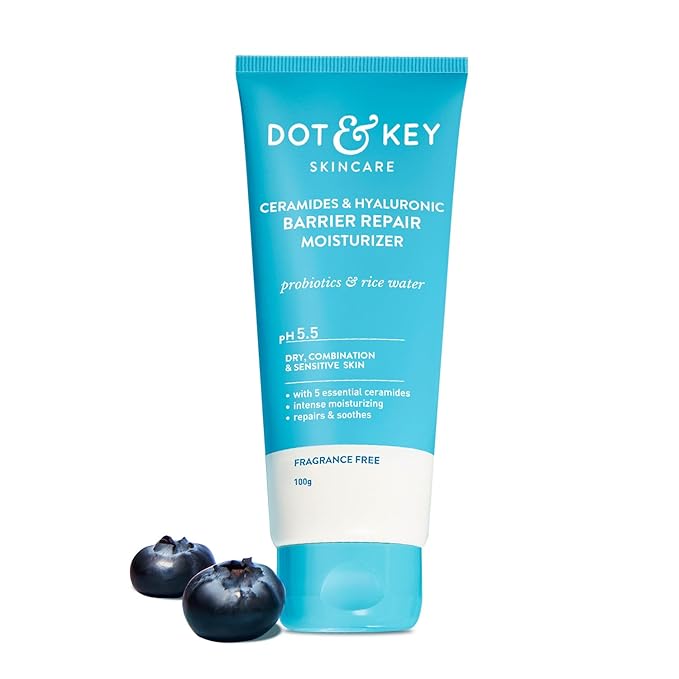 DOT & KEY
SKINCARE
CERAMIDES & HYALURONIC
BARRIER REPAIR
MOISTURIZER
probiotics & rice water
pH 5.5
DRY, COMBINATION
& SENSITIVE SKIN
• with 5 essential ceramides
• intense moisturizing
• repairs & soothes
FRAGRANCE FREE
100g